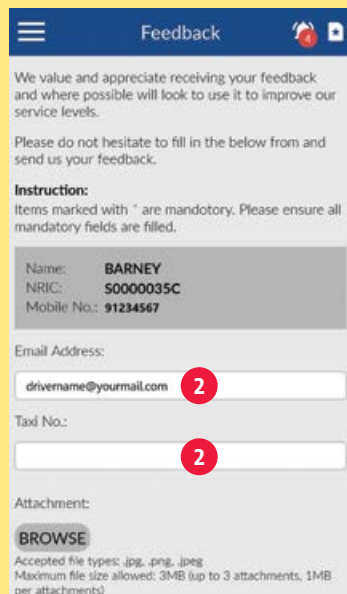 Feedback
4
We value and appreciate receiving your feedback
and where possible will look to use it to improve our
service levels.
Please do not hesitate to fill in the below from and
send us your feedback.
Instruction:
Items marked with * are mandotory. Please ensure all
mandatory fields are filled.
Name: BARNEY
NRIC: S0000035C
Mobile No.: 91234567
Email Address:
drivername@yourmail.com 2
Taxi No.:
2
Attachment:
BROWSE
Accepted file types: .jpg, .png, .jpeg
Maximum file size allowed: 3MB (up to 3 attachments, 1MB
per attachments)